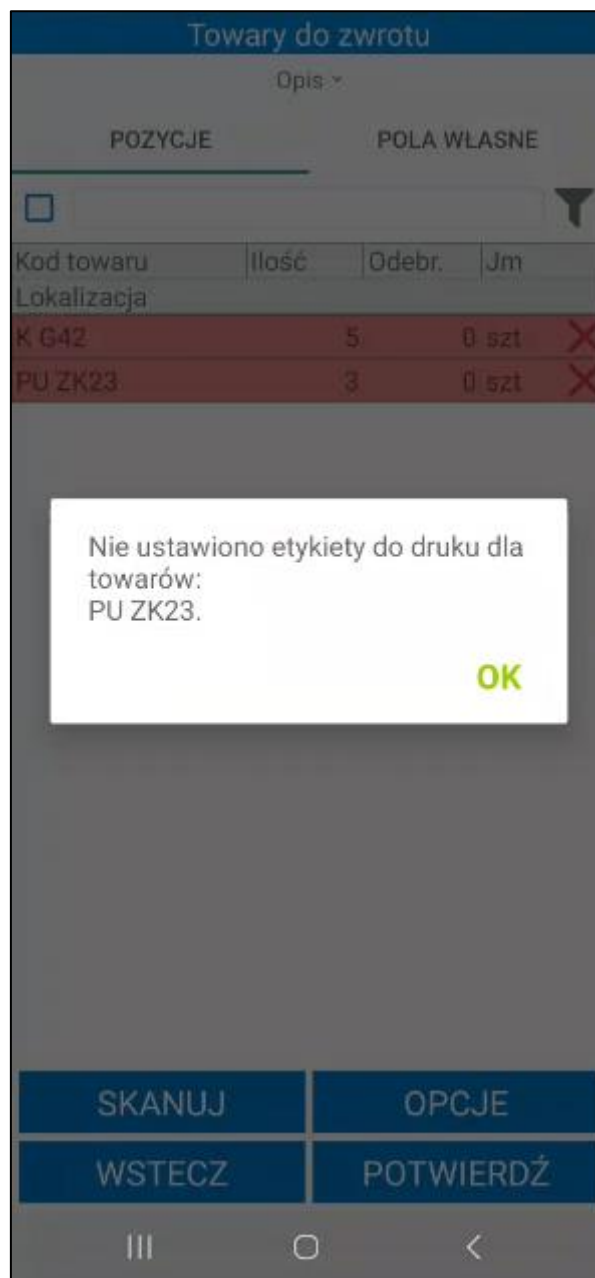 Towary do zwrotu
Opis
POZYCJE POLA WŁASNE
Kod towaru Ilość Odebr. Jm
Lokalizacja
K G42 5 0 szt
PU ZK23 3 0 szt
Nie ustawiono etykiety do druku dla
towarów:
PU ZK23.
OK
SKANUJ OPCJE
WSTECZ POTWIERDŹ